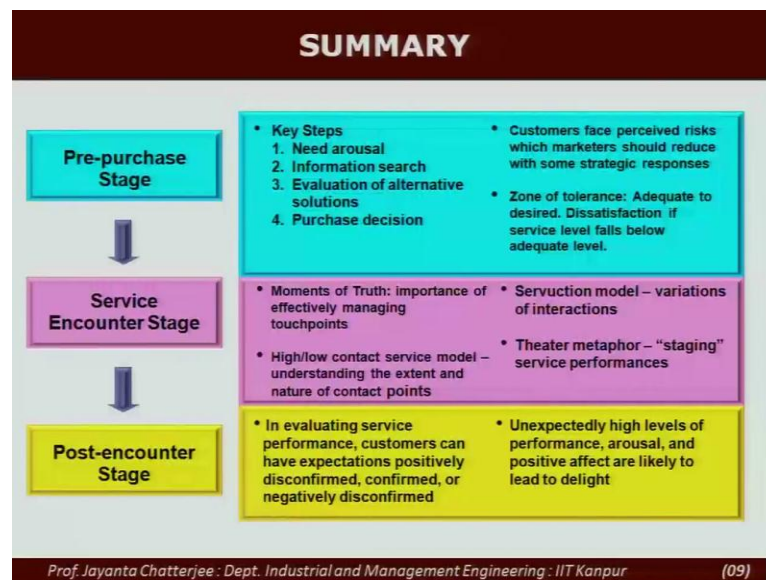 SUMMARY
Pre-purchase
Stage
• Key Steps
1. Need arousal
2. Information search
3. Evaluation of alternative
solutions
4. Purchase decision
• Customers face perceived risks
which marketers should reduce
with some strategic responses
• Zone of tolerance: Adequate to
desired. Dissatisfaction if
service level falls below
adequate level.
Service
Encounter Stage
• Moments of Truth: importance of
effectively managing
touchpoints
• High/low contact service model –
understanding the extent and
nature of contact points
• Servuction model – variations
of interactions
• Theater metaphor – “staging”
service performances
Post-encounter
Stage
• In evaluating service
performance, customers can
have expectations positively
disconfirmed, confirmed, or
negatively disconfirmed
• Unexpectedly high levels of
performance, arousal, and
positive affect are likely to
lead to delight
Prof. Jayanta Chatterjee : Dept. Industrial and Management Engineering : IIT Kanpur (09)